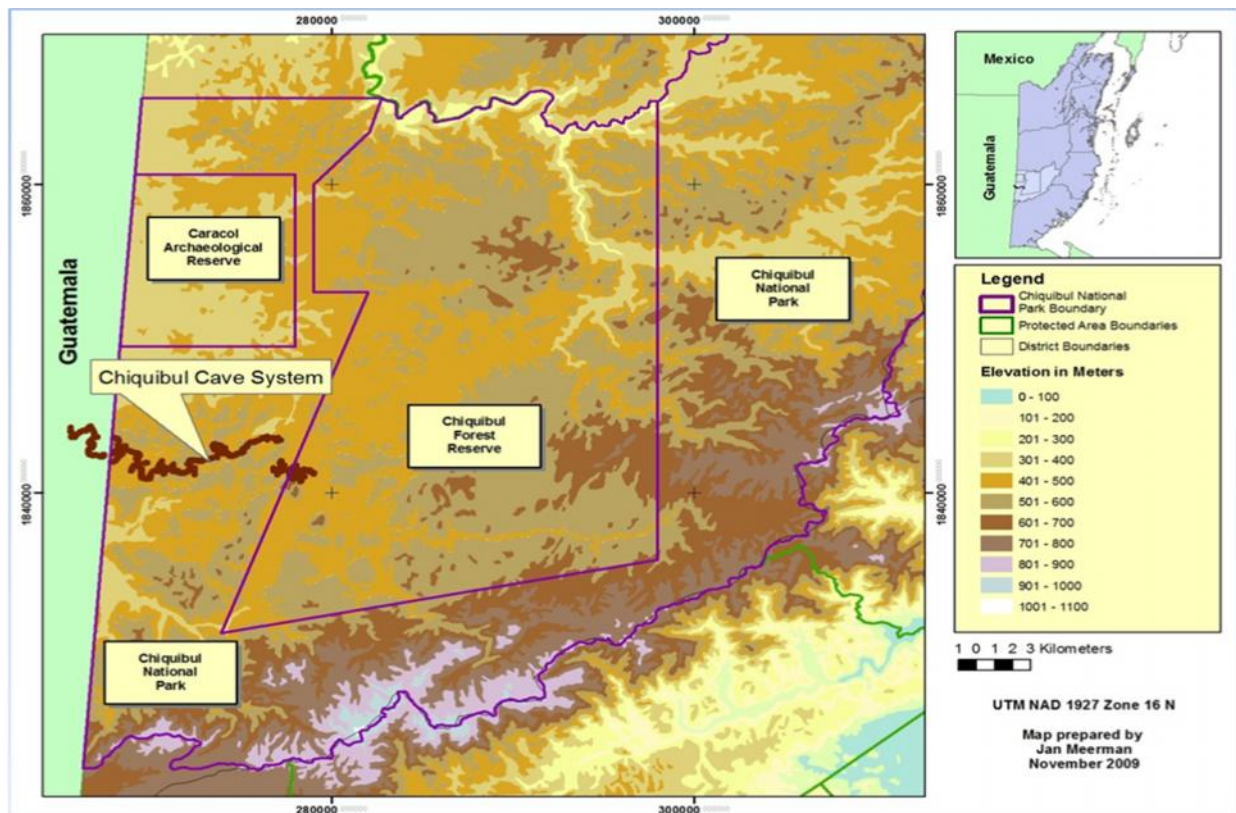 280000
300000
1860000
1840000
1860000
1840000
280000
300000
Guatemala
Caracol
Archaeological
Reserve
Chiquibul Cave System
Chiquibul
Forest
Reserve
Chiquibul
National
Park
Chiquibul
National
Park
Mexico
Guatemala
Legend
Chiquibul National
Park Boundary
Protected Area Boundaries
District Boundaries
Elevation in Meters
0 - 100
101 - 200
201 - 300
301 - 400
401 - 500
501 - 600
601 - 700
701 - 800
801 - 900
901 - 1000
1001 - 1100
1 0 1 2 3 Kilometers
UTM NAD 1927 Zone 16 N
Map prepared by
Jan Meerman
November 2009